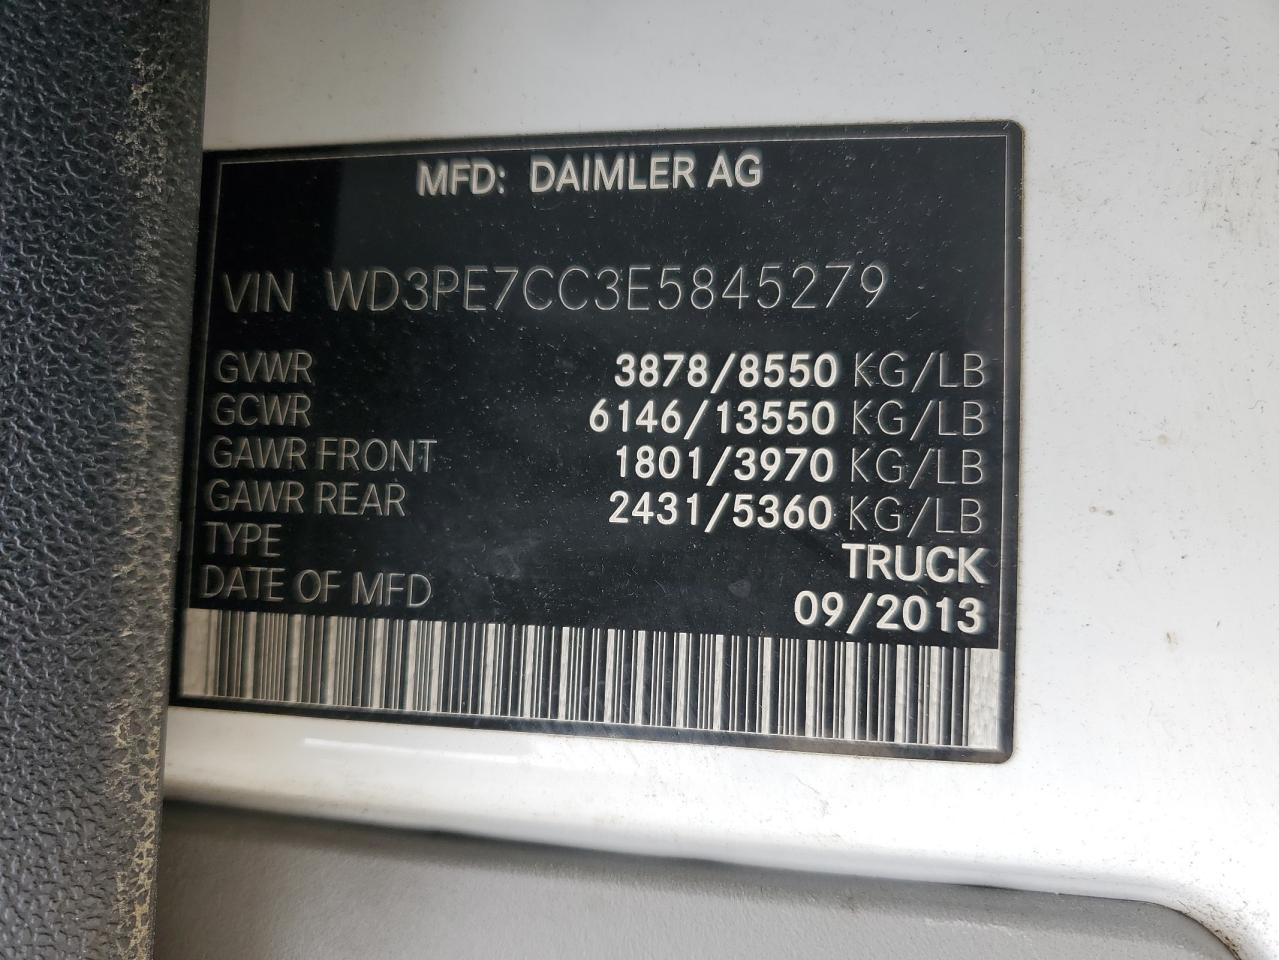 MFD: DAIMLER AG
VIN WD3PE7CC3E5845279
GVWR 3878/8550 KG/LB
GCWR 6146/13550 KG/LB
GAWR FRONT 1801/3970 KG/LB
GAWR REAR 2431/5360 KG/LB
TYPE TRUCK
DATE OF MFD 09/2013